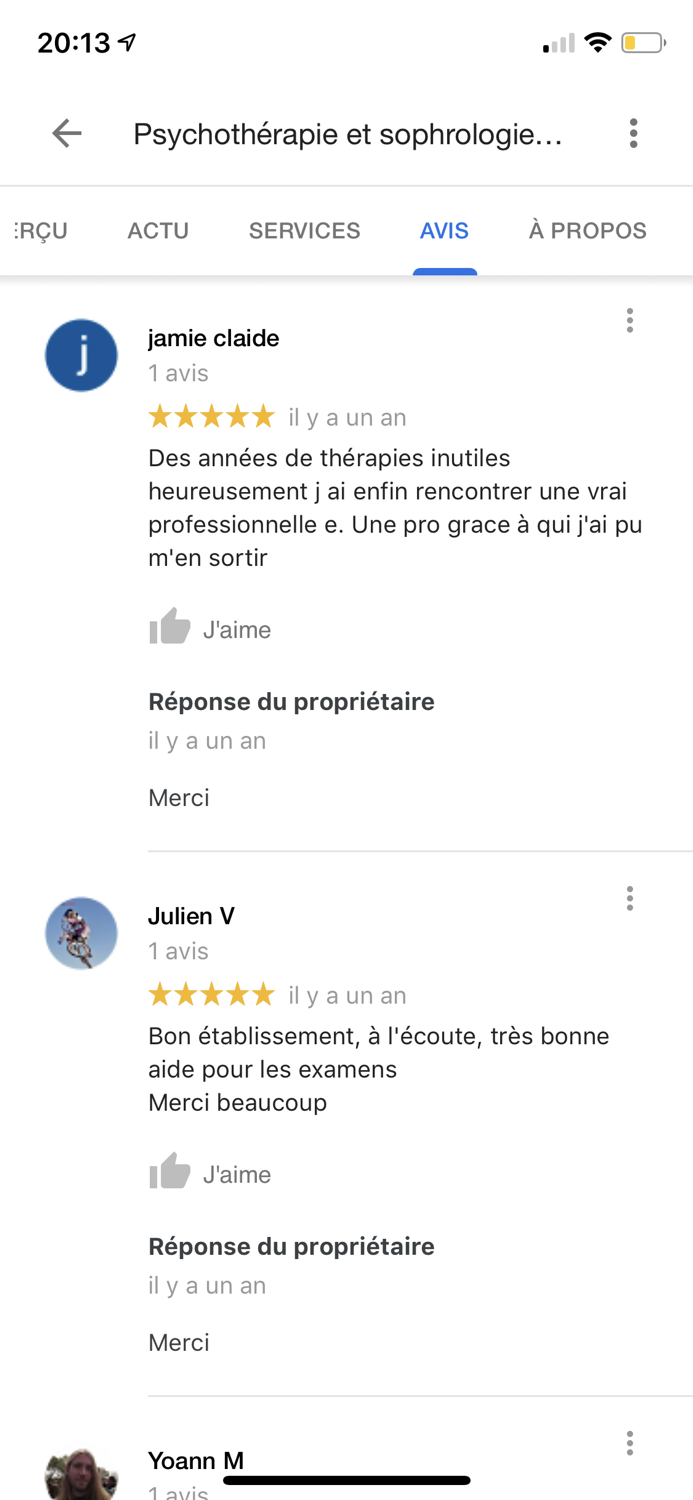 20:13
Psychothérapie et sophrologie...
ERÇU ACTU SERVICES AVIS À PROPOS
j
jamie claide
1 avis
il y a un an
Des années de thérapies inutiles
heureusement j ai enfin rencontrer une vrai
professionnelle e. Une pro grace à qui j'ai pu
m'en sortir
J'aime
Réponse du propriétaire
il y a un an
Merci
Julien V
1 avis
il y a un an
Bon établissement, à l'écoute, très bonne
aide pour les examens
Merci beaucoup
J'aime
Réponse du propriétaire
il y a un an
Merci
Yoann M
1 avis